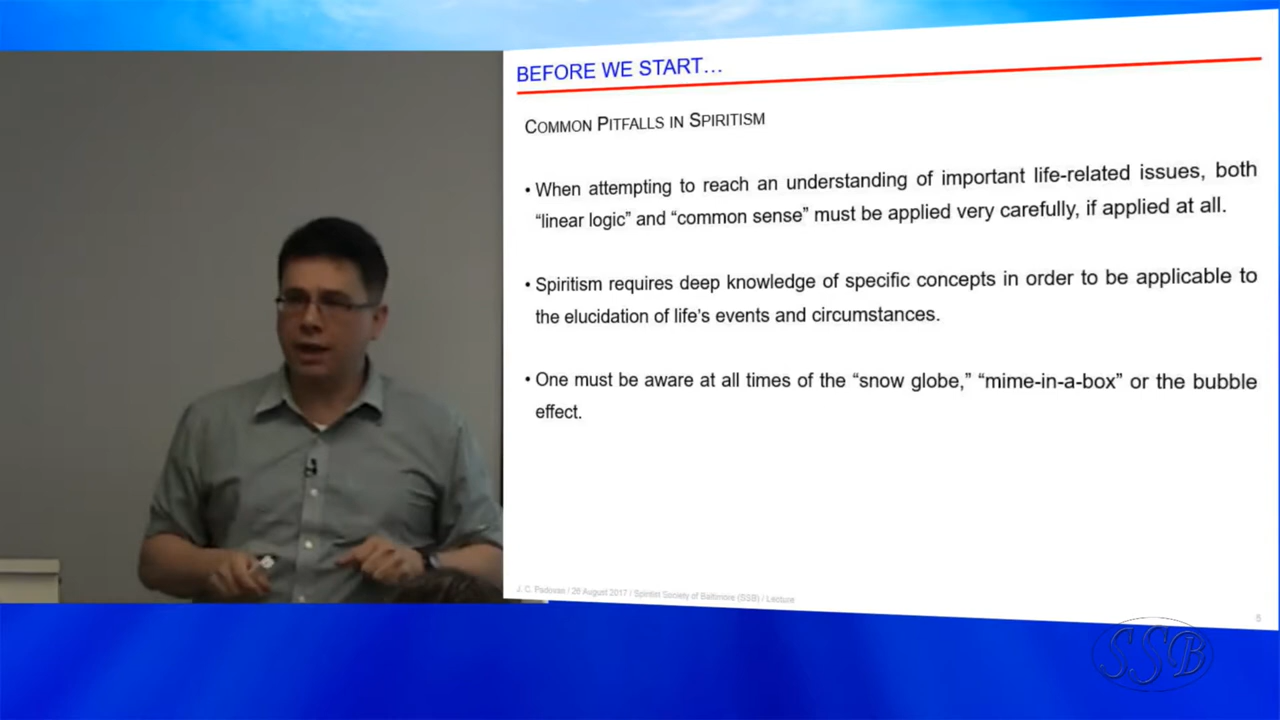 BEFORE WE START…
COMMON PITFALLS IN SPIRITISM
• When attempting to reach an understanding of important life-related issues, both
“linear logic” and “common sense” must be applied very carefully, if applied at all.
• Spiritism requires deep knowledge of specific concepts in order to be applicable to
the elucidation of life’s events and circumstances.
• One must be aware at all times of the “snow globe,” “mime-in-a-box” or the bubble
effect.
J. C. Padovan / 20 August 2017 / Spiritist Society of Baltimore (SSB) / Lecture
SSB